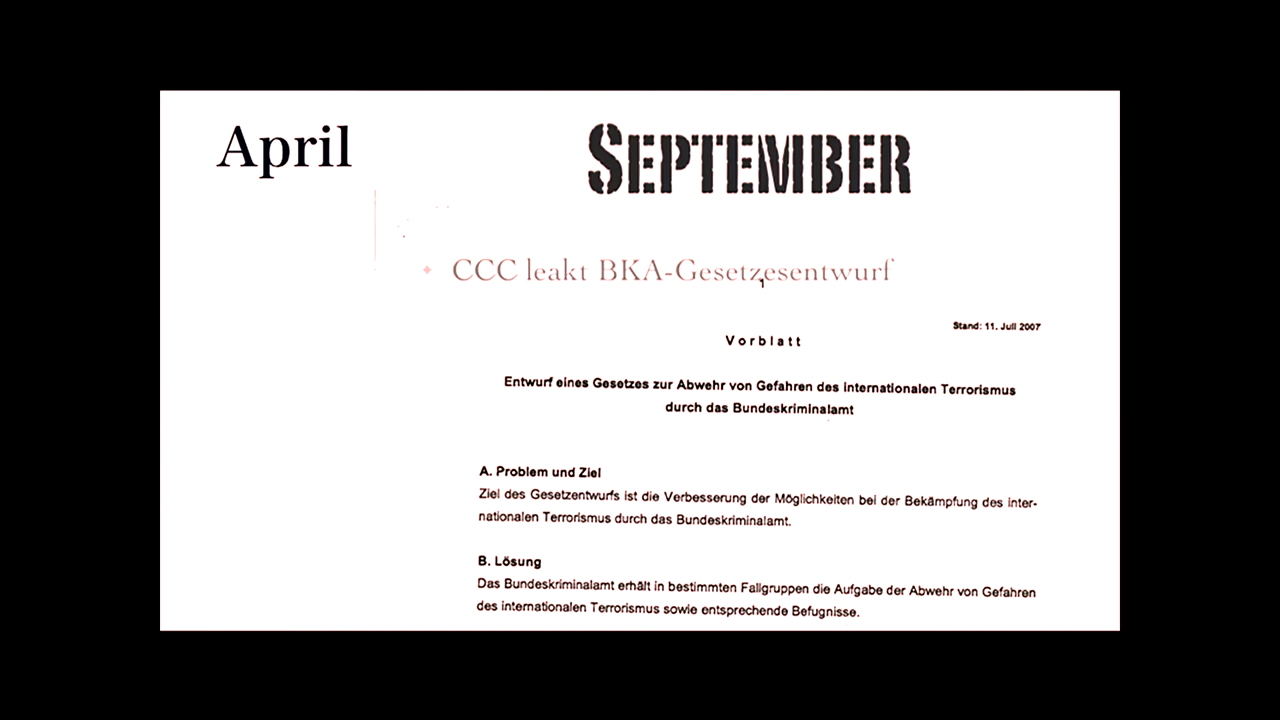 April
SEPTEMBER
CCC leakt BKA-Gesetzesentwurf
1
Stand: 11. Juli 2007
Vorblatt
Entwurf eines Gesetzes zur Abwehr von Gefahren des internationalen Terrorismus
durch das Bundeskriminalamt
A. Problem und Ziel
Ziel des Gesetzentwurfs ist die Verbesserung der Möglichkeiten bei der Bekämpfung des inter-
nationalen Terrorismus durch das Bundeskriminalamt.
B. Lösung
Das Bundeskriminalamt erhält in bestimmten Fallgruppen die Aufgabe der Abwehr von Gefahren
des internationalen Terrorismus sowie entsprechende Befugnisse.